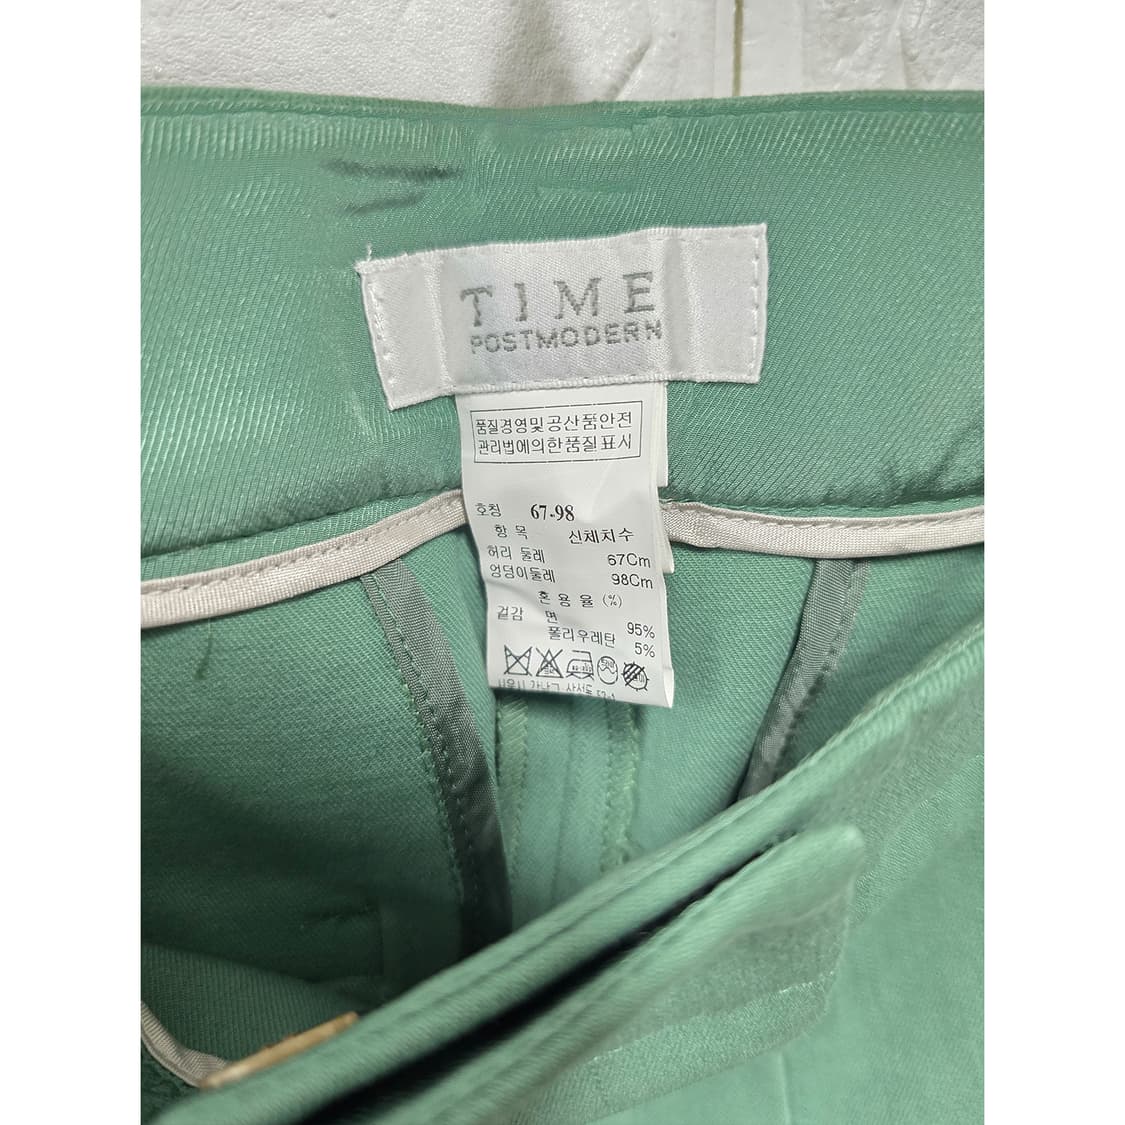 TIME
POSTMODERN
품질경영및공산품안전
관리법에의한품질표시
호칭 67-98
항목 신체치수
허리 둘레 67Cm
엉덩이둘레 98Cm
혼 용 율 (%)
겉감 면 95%
폴리우레탄 5%